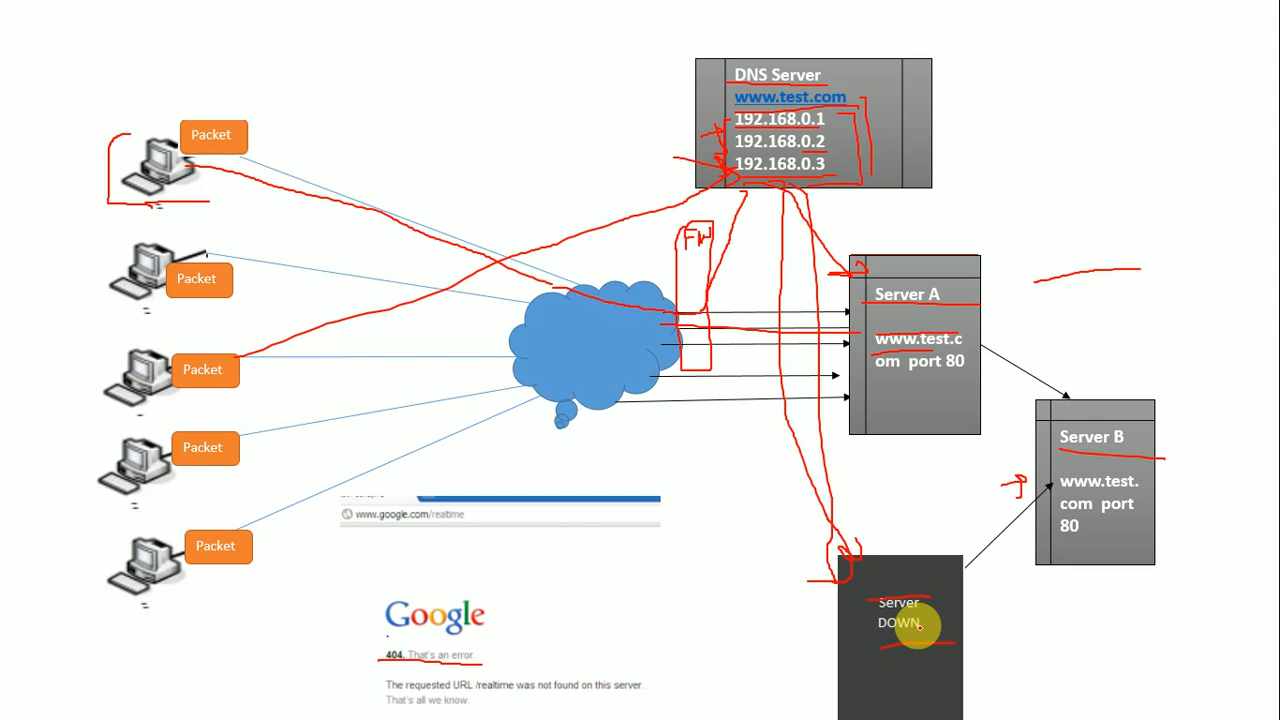 DNS Server
www.test.com
192.168.0.1
192.168.0.2
192.168.0.3
Packet
Packet
Packet
Packet
Packet
FW
Server A
www.test.c
om port 80
Server B
www.test.
com port
80
Server
DOWN
www.google.com/realtime
Google
404. That's an error.
The requested URL /realtime was not found on this server.
That's all we know.